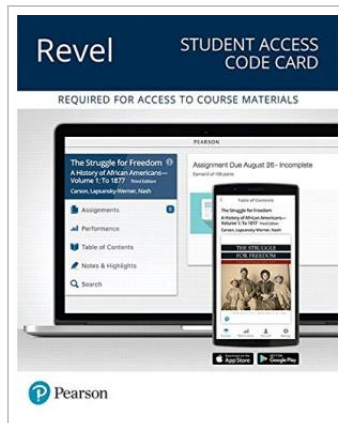 Revel
STUDENT ACCESS
CODE CARD
REQUIRED FOR ACCESS TO COURSE MATERIALS
PEARSON
The Struggle for Freedom
A History of African Americans—
Volume 1: To 1877 Third Edition
Carson, Lapsansky-Werner, Nash
Assignments
Performance
Table of Contents
Notes & Highlights
Search
Assignment Due August 26 - Incomplete
Table of Contents
The Struggle for Freedom
A History of African Americans—
Volume 1: To 1877
Carson, Lapsansky-Werner, Nash
THE STRUGGLE
FOR FREEDOM
App Store
Google Play
Pearson